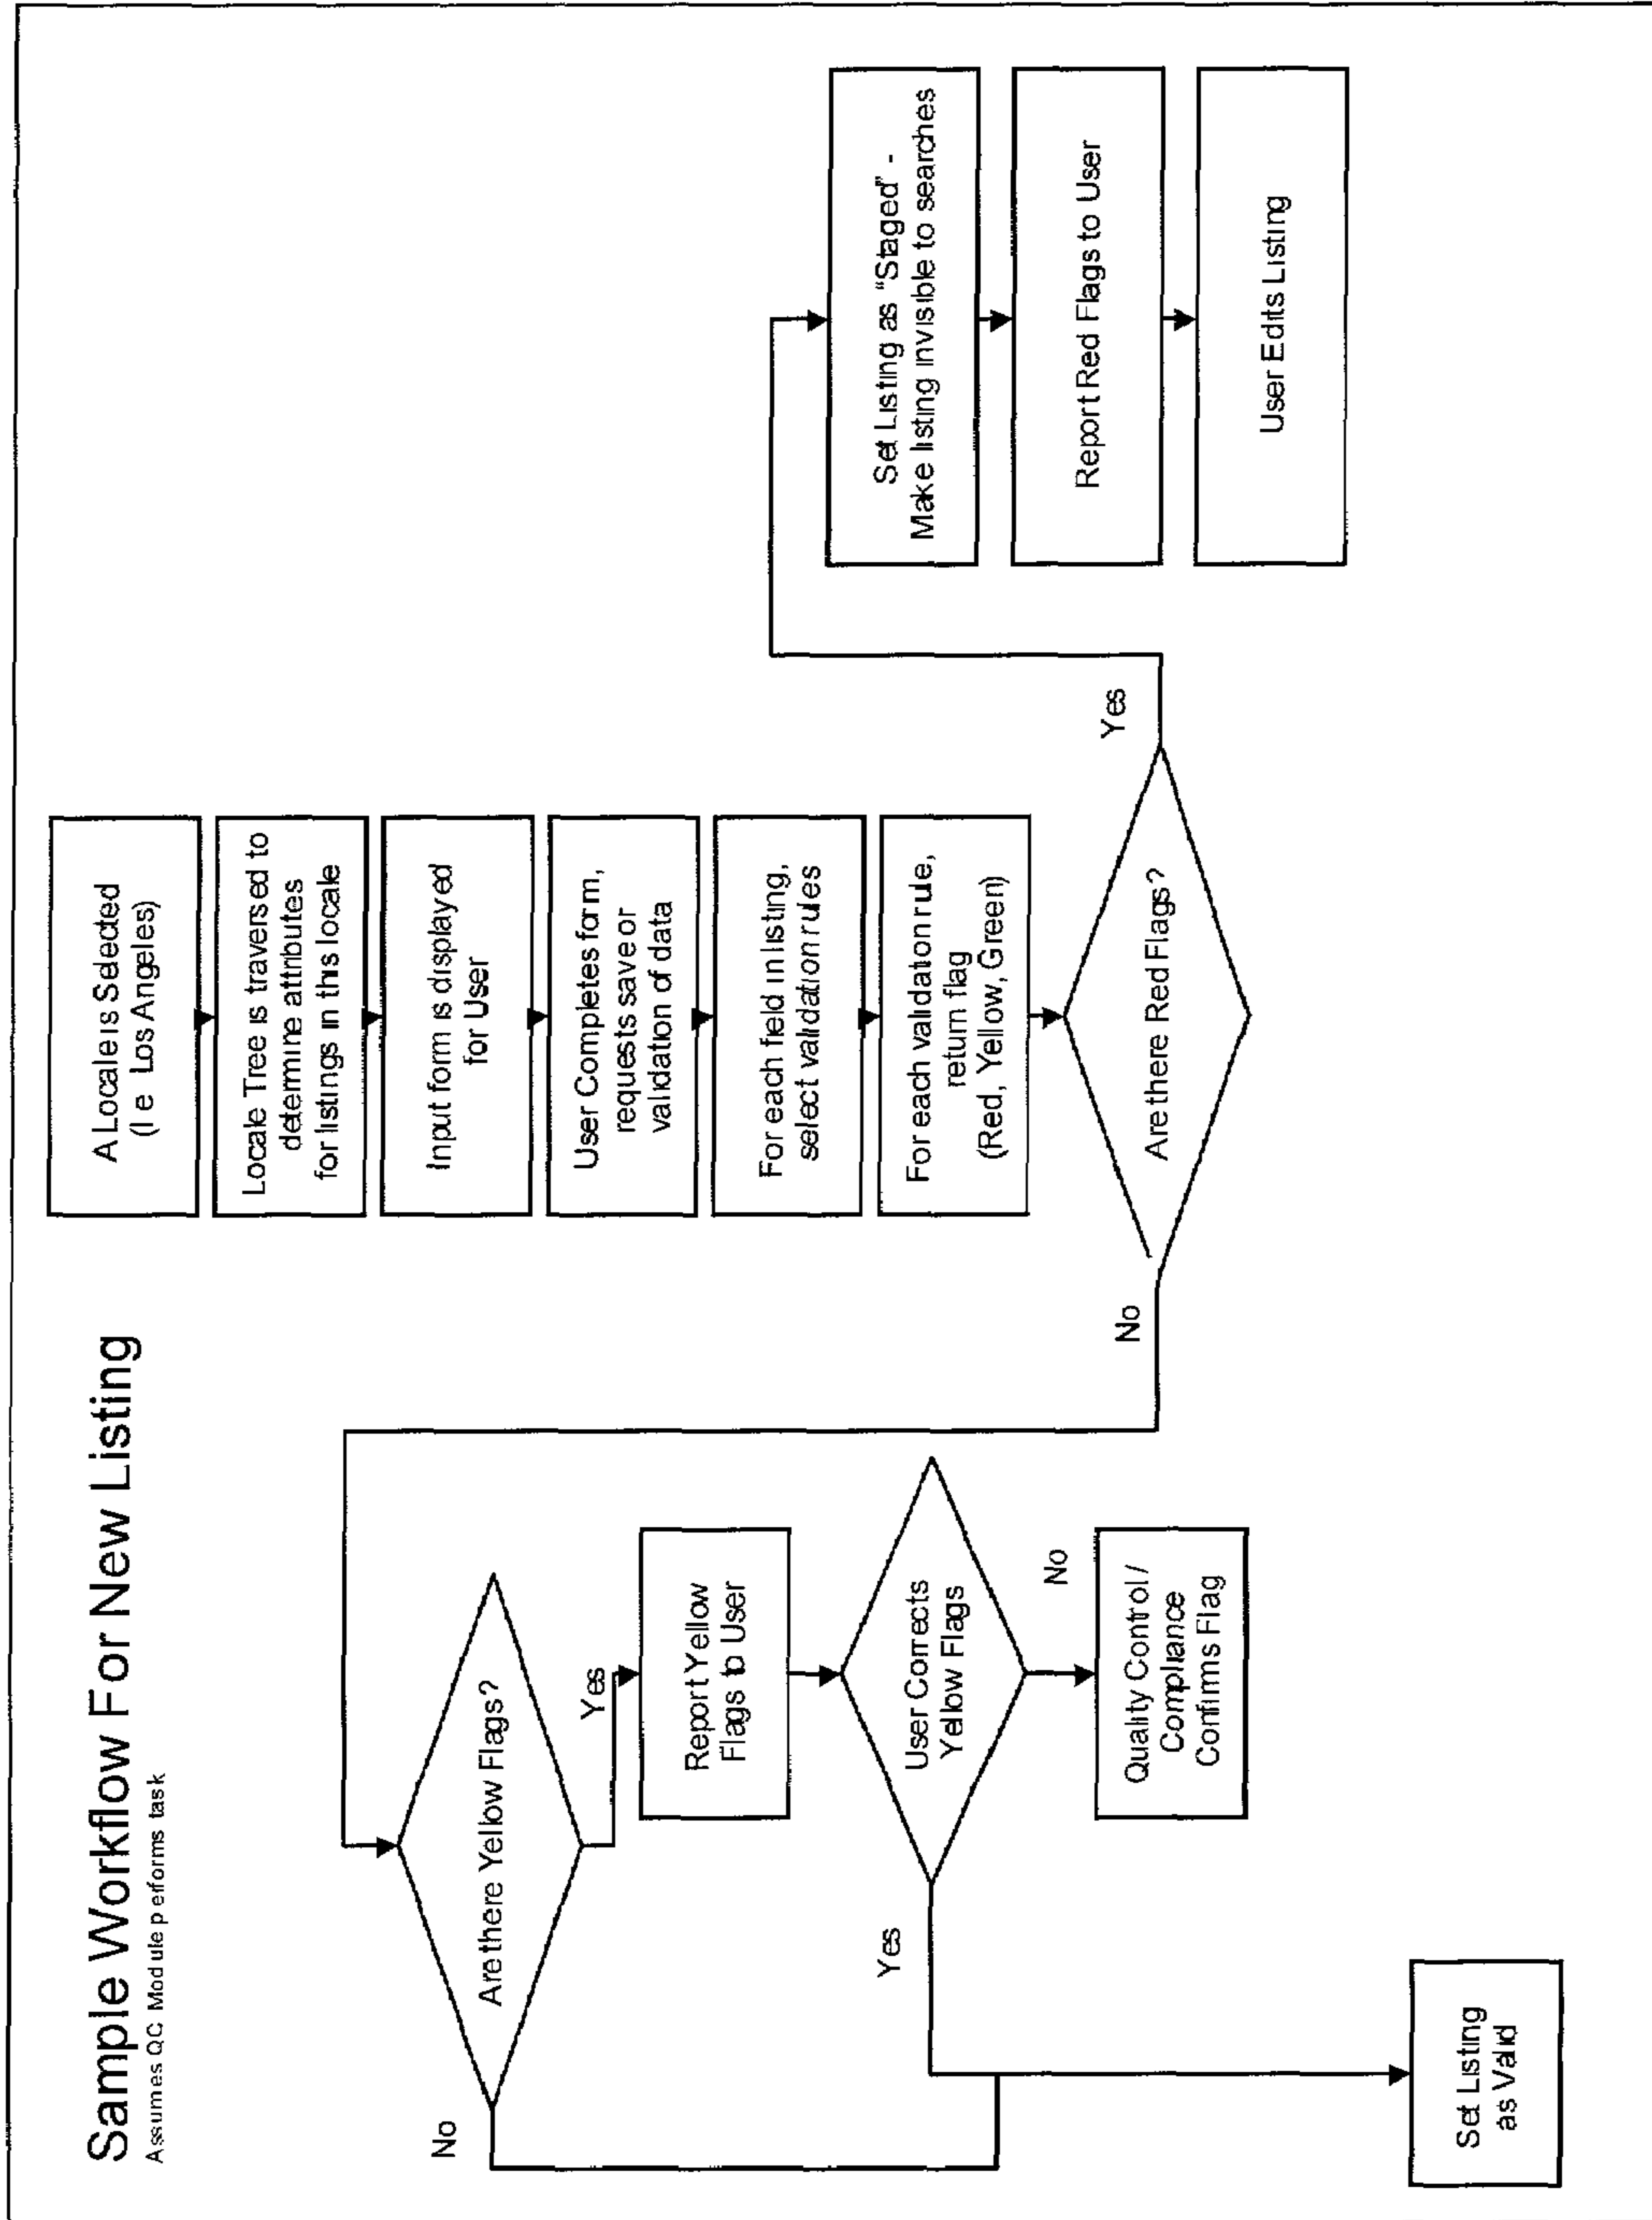 Sample Workflow For New Listing
Assumes QC Module performs task
A Locale is Selected
(I e Los Angeles)
Locale Tree is traversed to
determine attributes
for listings in this locale
Input form is displayed
for User
User Completes form,
requests save or
validation of data
For each field in listing,
select validation rules
For each validation rule,
return flag
(Red, Yellow, Green)
Are there Red Flags?
Yes
No
Set Listing as "Staged" -
Make listing invisible to searches
Report Red Flags to User
User Edits Listing
Are there Yellow Flags?
No
Yes
Report Yellow
Flags to User
User Corrects
Yellow Flags
Yes
No
Quality Control /
Compliance
Confirms Flag
Set Listing
as Valid